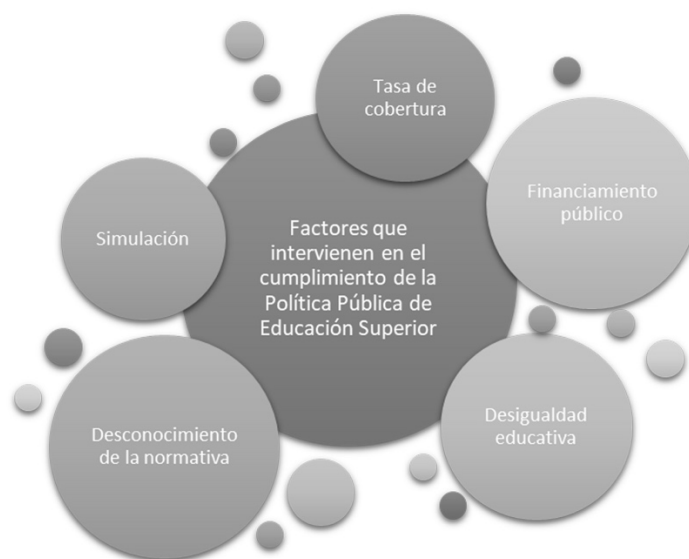 Tasa de
cobertura
Financiamiento
público
Simulación
Factores que
intervienen en el
cumplimiento de la
Política Pública de
Educación Superior
Desconocimiento
de la normativa
Desigualdad
educativa